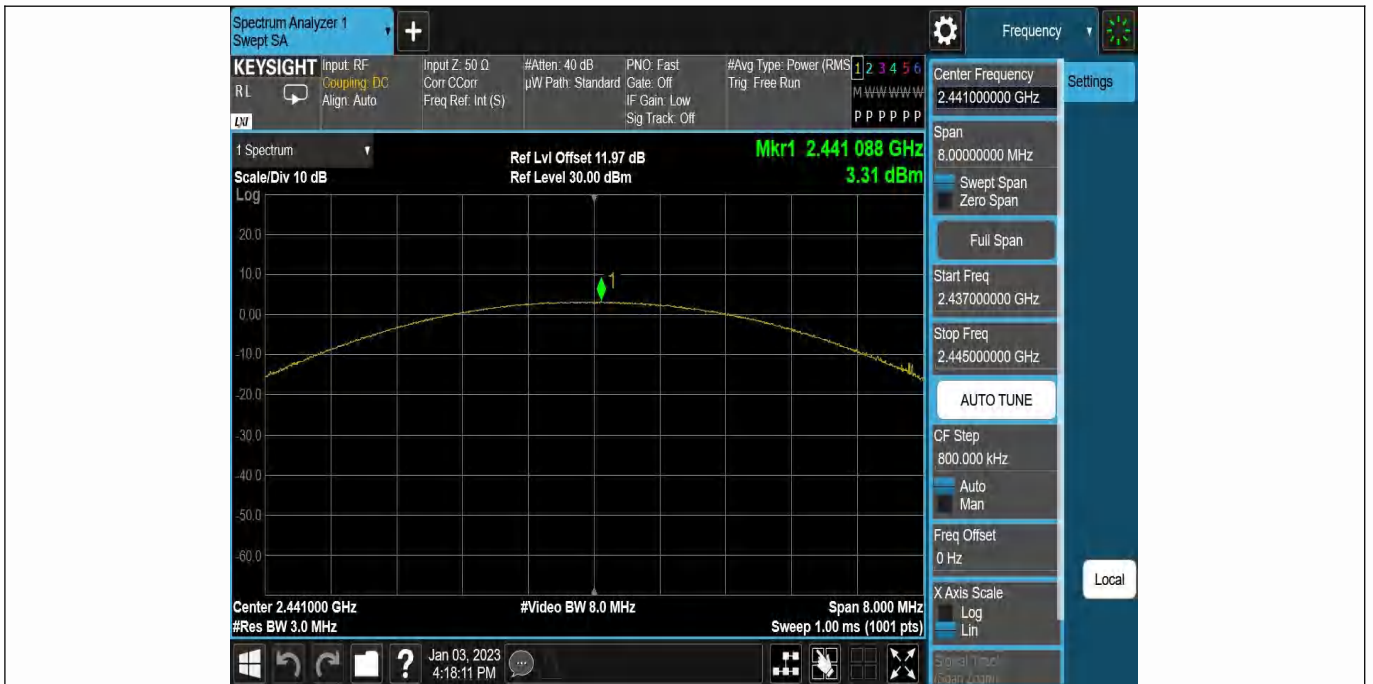 Spectrum Analyzer 1
Swept SA
+
Frequency
KEYSIGHT
RL
LXI
Input: RF
Coupling: DC
Align: Auto
Input Z: 50 Ω
Corr CCorr
Freq Ref: Int (S)
#Atten: 40 dB
µW Path: Standard
PNO: Fast
Gate: Off
IF Gain: Low
Sig Track: Off
#Avg Type: Power (RMS
Trig: Free Run
1 2 3 4 5 6
M W W W W W
P P P P P P
1 Spectrum
Scale/Div 10 dB
Ref Lvl Offset 11.97 dB
Ref Level 30.00 dBm
Mkr1 2.441 088 GHz
3.31 dBm
Log
20.0
10.0
0.00
-10.0
-20.0
-30.0
-40.0
-50.0
-60.0
1
Center 2.441000 GHz
#Res BW 3.0 MHz
#Video BW 8.0 MHz
Span 8.000 MHz
Sweep 1.00 ms (1001 pts)
Center Frequency
2.441000000 GHz
Settings
Span
8.00000000 MHz
Swept Span
Zero Span
Full Span
Start Freq
2.437000000 GHz
Stop Freq
2.445000000 GHz
AUTO TUNE
CF Step
800.000 kHz
Auto
Man
Freq Offset
0 Hz
X Axis Scale
Log
Lin
Local
Signal Track
(Span Zoom)
?
Jan 03, 2023
4:18:11 PM